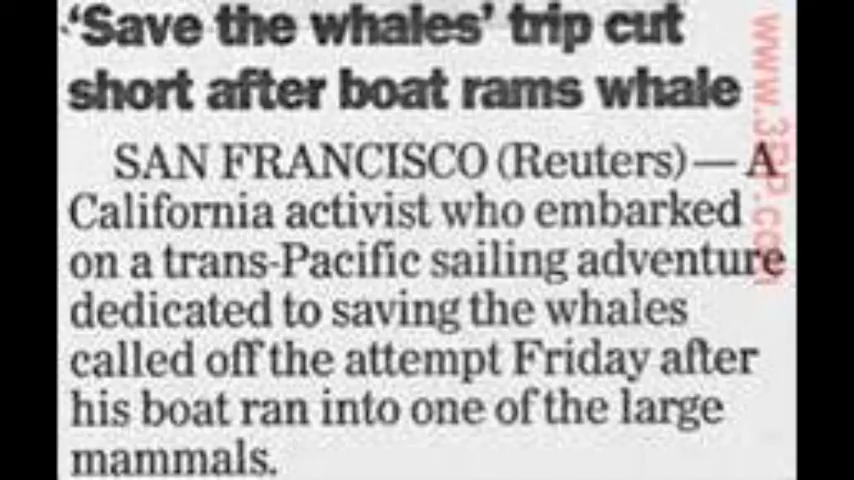 ‘Save the whales’ trip cut
short after boat rams whale
SAN FRANCISCO (Reuters)—A
California activist who embarked
on a trans-Pacific sailing adventure
dedicated to saving the whales
called off the attempt Friday after
his boat ran into one of the large
mammals.